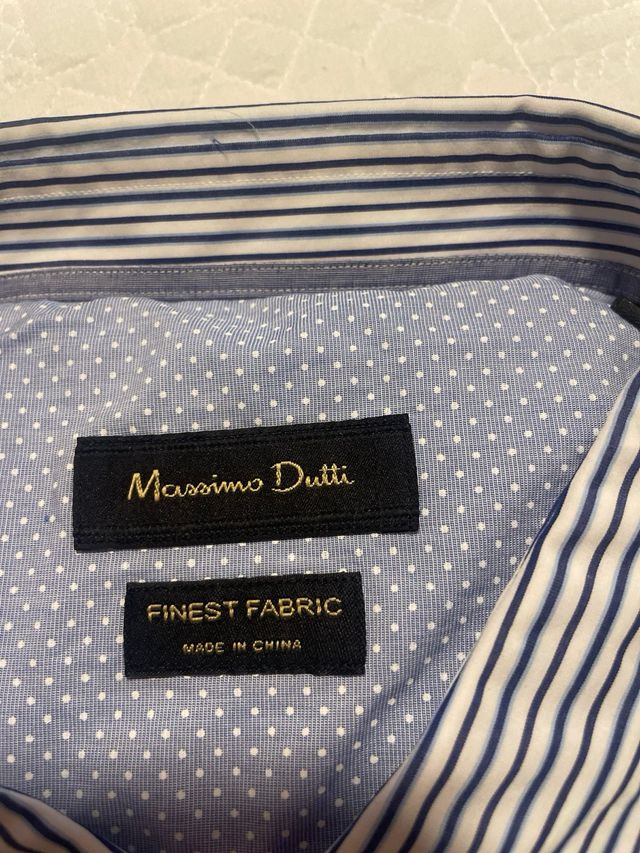 Massimo Dutti
FINEST FABRIC
MADE IN CHINA